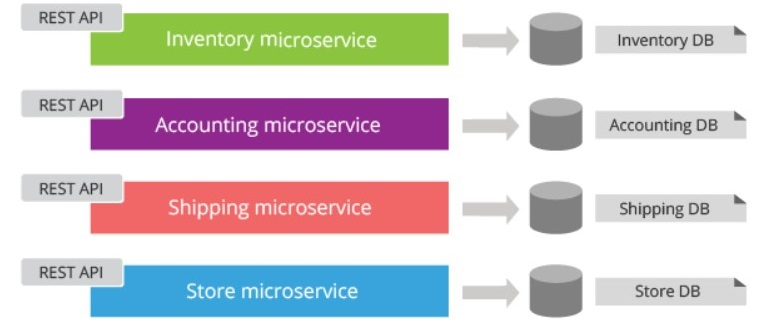 REST API
Inventory microservice
Inventory DB
REST API
Accounting microservice
Accounting DB
REST API
Shipping microservice
Shipping DB
REST API
Store microservice
Store DB